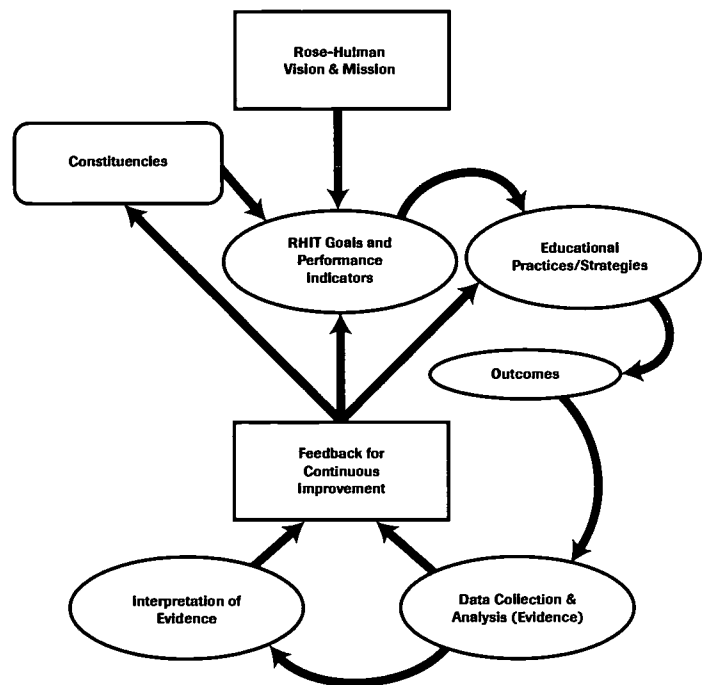 Rose-Hulman
Vision & Mission
Constituencies
RHIT Goals and
Performance
Indicators
Educational
Practices/Strategies
Outcomes
Feedback for
Continuous
Improvement
Interpretation of
Evidence
Data Collection &
Analysis (Evidence)